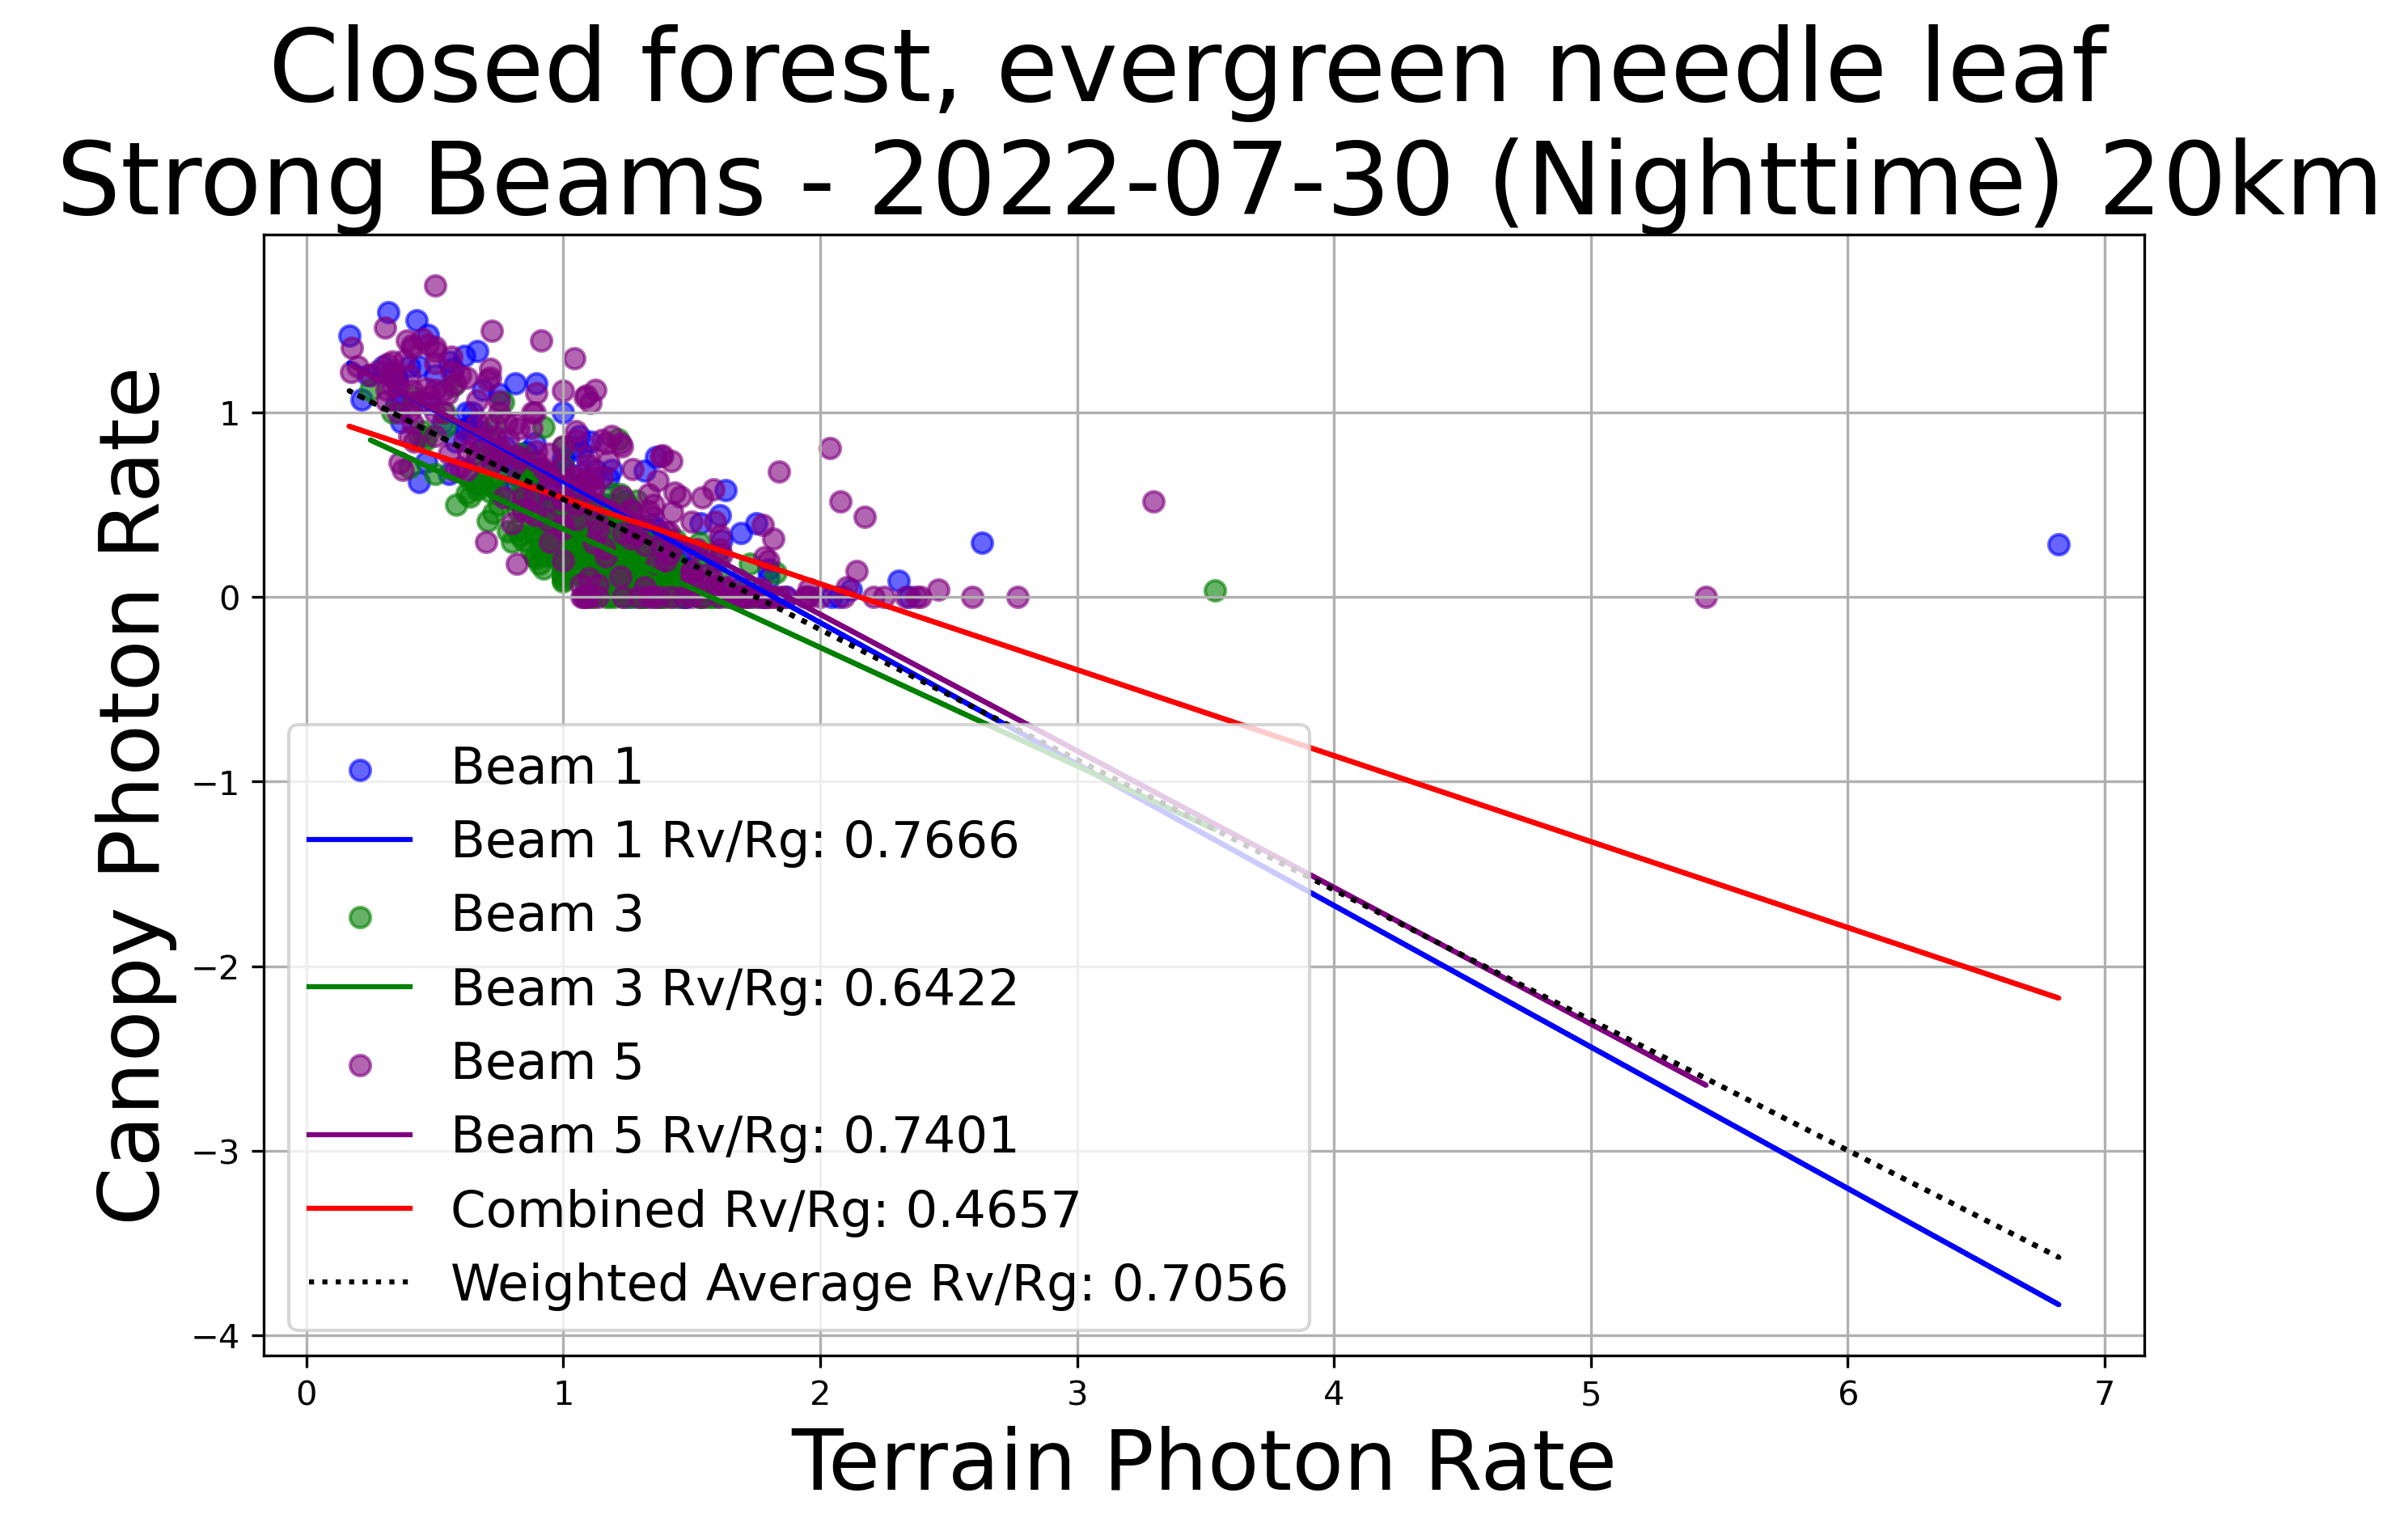 Closed forest, evergreen needle leaf
Strong Beams - 2022-07-30 (Nighttime) 20km
Canopy Photon Rate
1
0
−1
−2
−3
−4
Beam 1
Beam 1 Rv/Rg: 0.7666
Beam 3
Beam 3 Rv/Rg: 0.6422
Beam 5
Beam 5 Rv/Rg: 0.7401
Combined Rv/Rg: 0.4657
Weighted Average Rv/Rg: 0.7056
0 1 2 3 4 5 6 7
Terrain Photon Rate